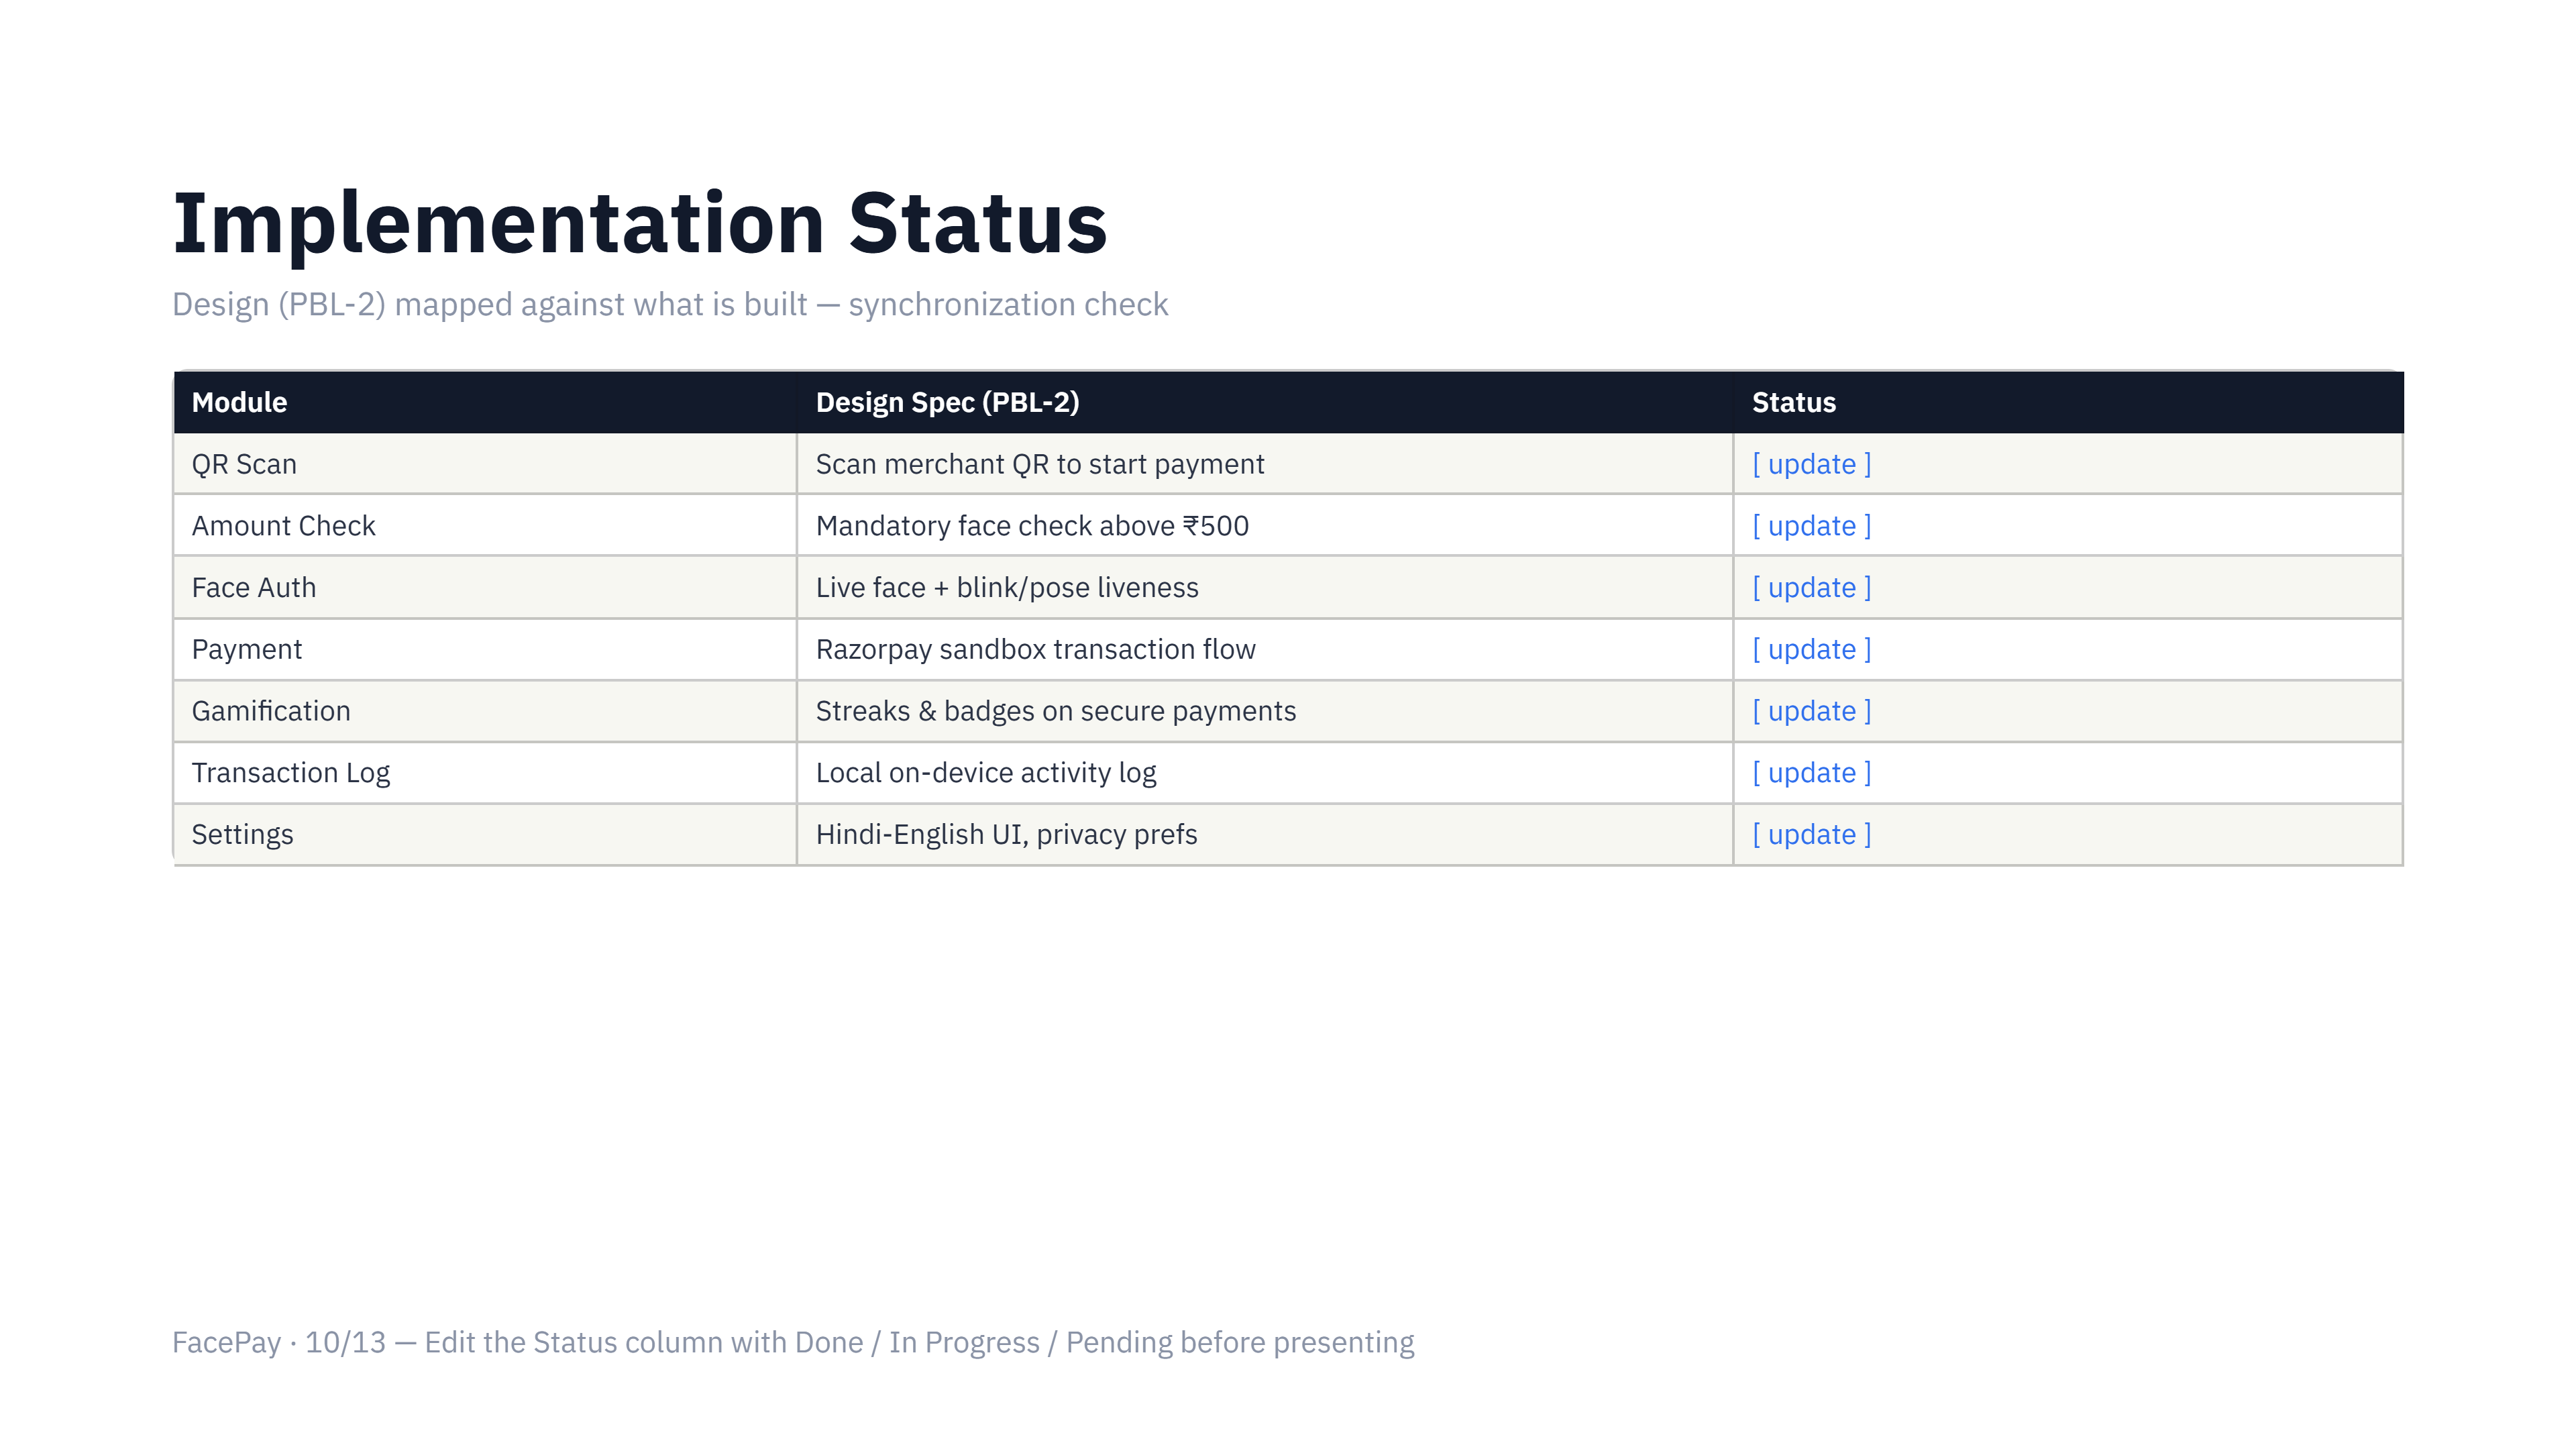 Implementation Status
Design (PBL-2) mapped against what is built — synchronization check
Module Design Spec (PBL-2) Status
QR Scan Scan merchant QR to start payment [ update ]
Amount Check Mandatory face check above ₹500 [ update ]
Face Auth Live face + blink/pose liveness [ update ]
Payment Razorpay sandbox transaction flow [ update ]
Gamification Streaks & badges on secure payments [ update ]
Transaction Log Local on-device activity log [ update ]
Settings Hindi-English UI, privacy prefs [ update ]
FacePay · 10/13 — Edit the Status column with Done / In Progress / Pending before presenting